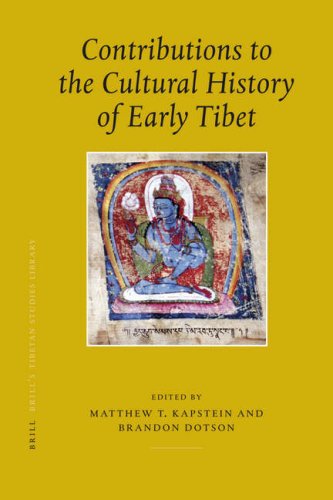 Contributions to
the Cultural History
of Early Tibet
EDITED BY
MATTHEW T. KAPSTEIN AND
BRANDON DOTSON
BRILL BRILL'S TIBETAN STUDIES LIBRARY